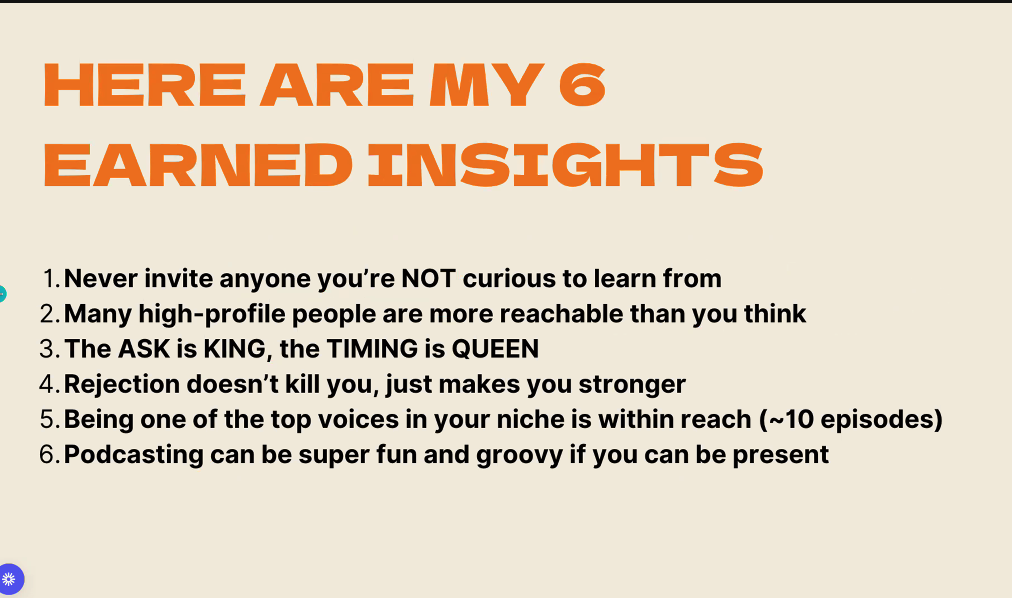 HERE ARE MY 6
EARNED INSIGHTS
1. Never invite anyone you’re NOT curious to learn from
2. Many high-profile people are more reachable than you think
3. The ASK is KING, the TIMING is QUEEN
4. Rejection doesn’t kill you, just makes you stronger
5. Being one of the top voices in your niche is within reach (~10 episodes)
6. Podcasting can be super fun and groovy if you can be present